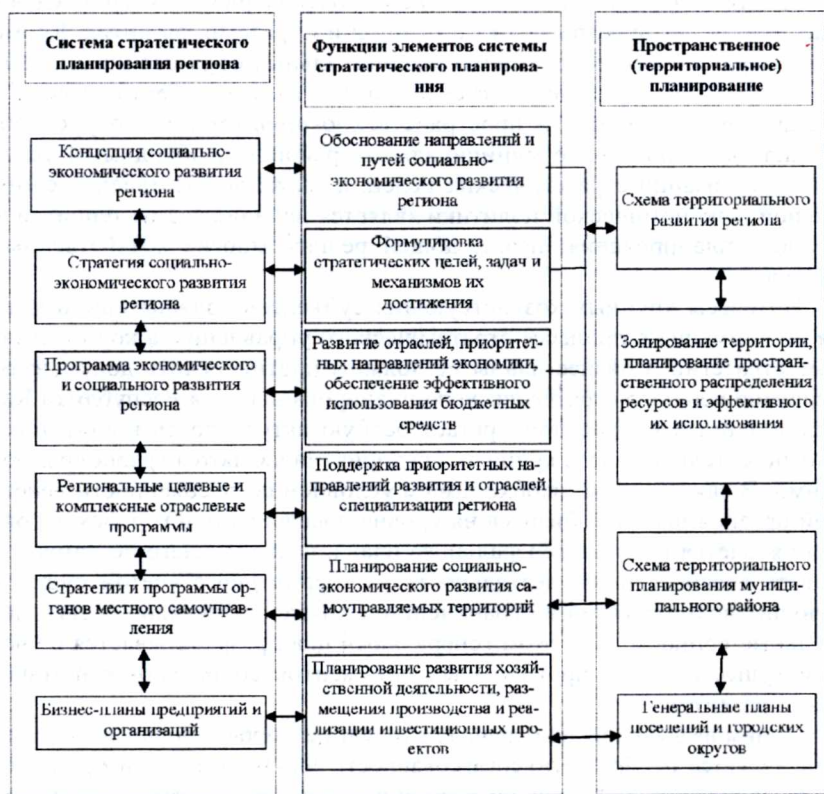 Система стратегического
планирования региона
Функции элементов системы
стратегического планирова-
ния
Пространственное
(территориальное)
планирование
Концепция социально-
экономического развития
региона
Обоснование направлений и
путей социально-
экономического развития
региона
Схема территориального
развития региона
Стратегия социально-
экономического развития
региона
Формулировка
стратегических целей, задач и
механизмов их
достижения
Программа экономического
и социального развития
региона
Развитие отраслей, приоритет-
ных направлений экономики,
обеспечение эффективного
использования бюджетных
средств
Зонирование территории,
планирование простран-
ственного распределения
ресурсов и эффективного
их использования
Региональные целевые и
комплексные отраслевые
программы
Поддержка приоритетных на-
правлений развития и отраслей
специализации региона
Стратегии и программы ор-
ганов местного самоуправ-
ления
Планирование социально-
экономического развития са-
моуправляемых территорий
Схема территориального
планирования муници-
пального района
Бизнес-планы предприятий и
организаций
Планирование развития хозяй-
ственной деятельности, раз-
мещения производства и ре-
ализации инвестиционных про-
ектов
Генеральные планы
поселений и городских
округов